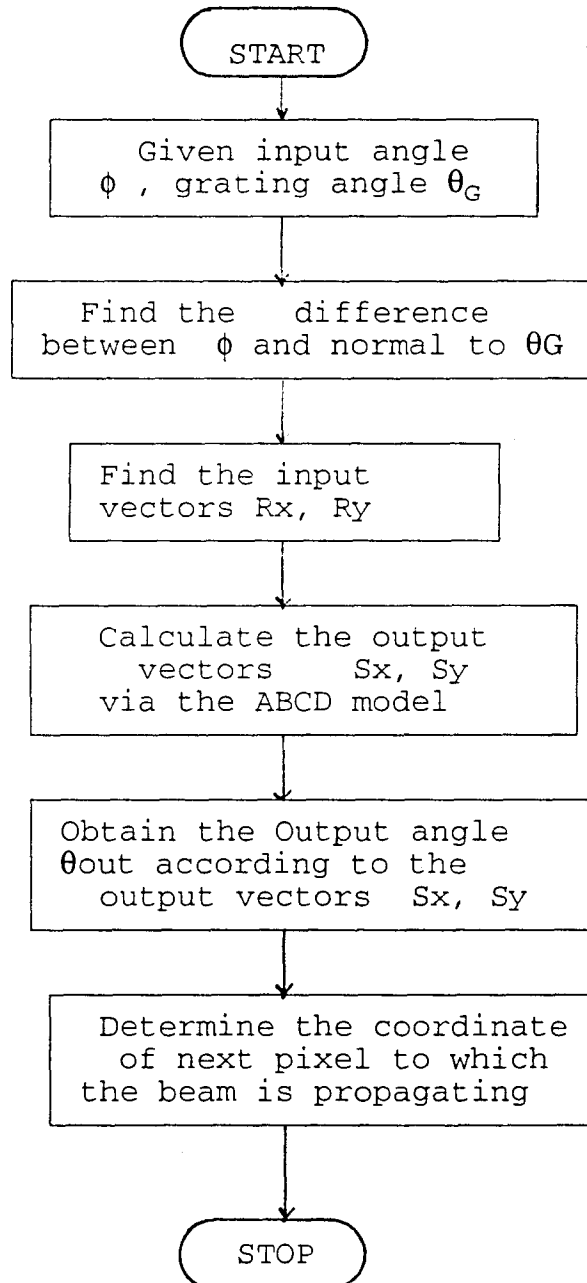 START
Given input angle
ϕ , grating angle θG
Find the difference
between ϕ and normal to θG
Find the input
vectors Rx, Ry
Calculate the output
vectors Sx, Sy
via the ABCD model
Obtain the Output angle
θout according to the
output vectors Sx, Sy
Determine the coordinate
of next pixel to which
the beam is propagating
STOP